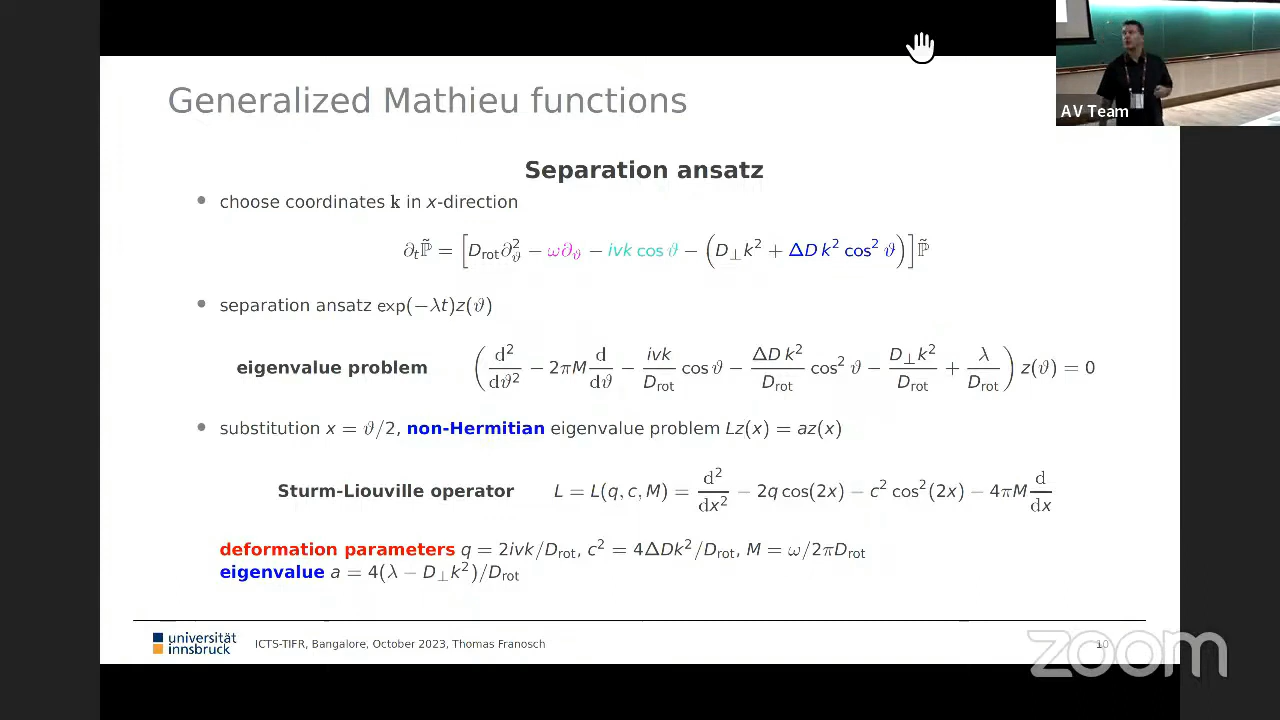 Generalized Mathieu functions
AV Team
Separation ansatz
• choose coordinates k in x-direction
∂ₜP̃ = [D_rot ∂²_ϑ − ω∂_ϑ − ivk cos ϑ − (D_⊥k² + ΔD k² cos² ϑ)] P̃
• separation ansatz exp(−λt)z(ϑ)
eigenvalue problem (d²/dϑ² − 2πM d/dϑ − ivk/D_rot cos ϑ − ΔD k²/D_rot cos² ϑ − D_⊥k²/D_rot + λ/D_rot) z(ϑ) = 0
• substitution x = ϑ/2, non-Hermitian eigenvalue problem Lz(x) = az(x)
Sturm-Liouville operator L = L(q, c, M) = d²/dx² − 2q cos(2x) − c² cos²(2x) − 4πM d/dx
deformation parameters q = 2ivk/D_rot, c² = 4ΔDk²/D_rot, M = ω/2πD_rot
eigenvalue a = 4(λ − D_⊥k²)/D_rot
universität
innsbruck
ICTS-TIFR, Bangalore, October 2023, Thomas Franosch
10
zoom